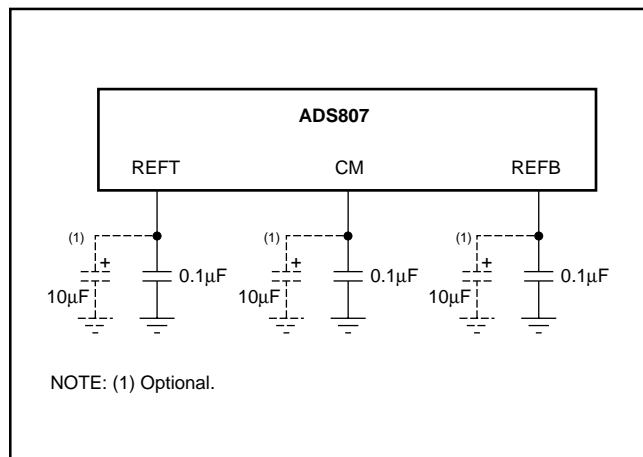 ADS807
REFT CM REFB
(1) (1) (1)
+ + +
0.1µF 0.1µF 0.1µF
10µF 10µF 10µF
NOTE: (1) Optional.